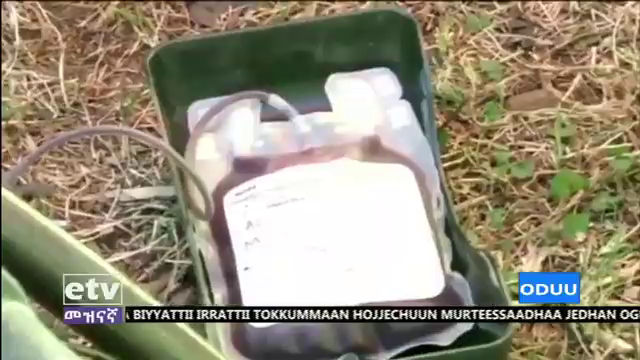 etv
መዝናኛ
ODUU
A BIYYATTII IRRATTII TOKKUMMAAN HOJJECHUUN MURTEESSAADHAA JEDHAN OG